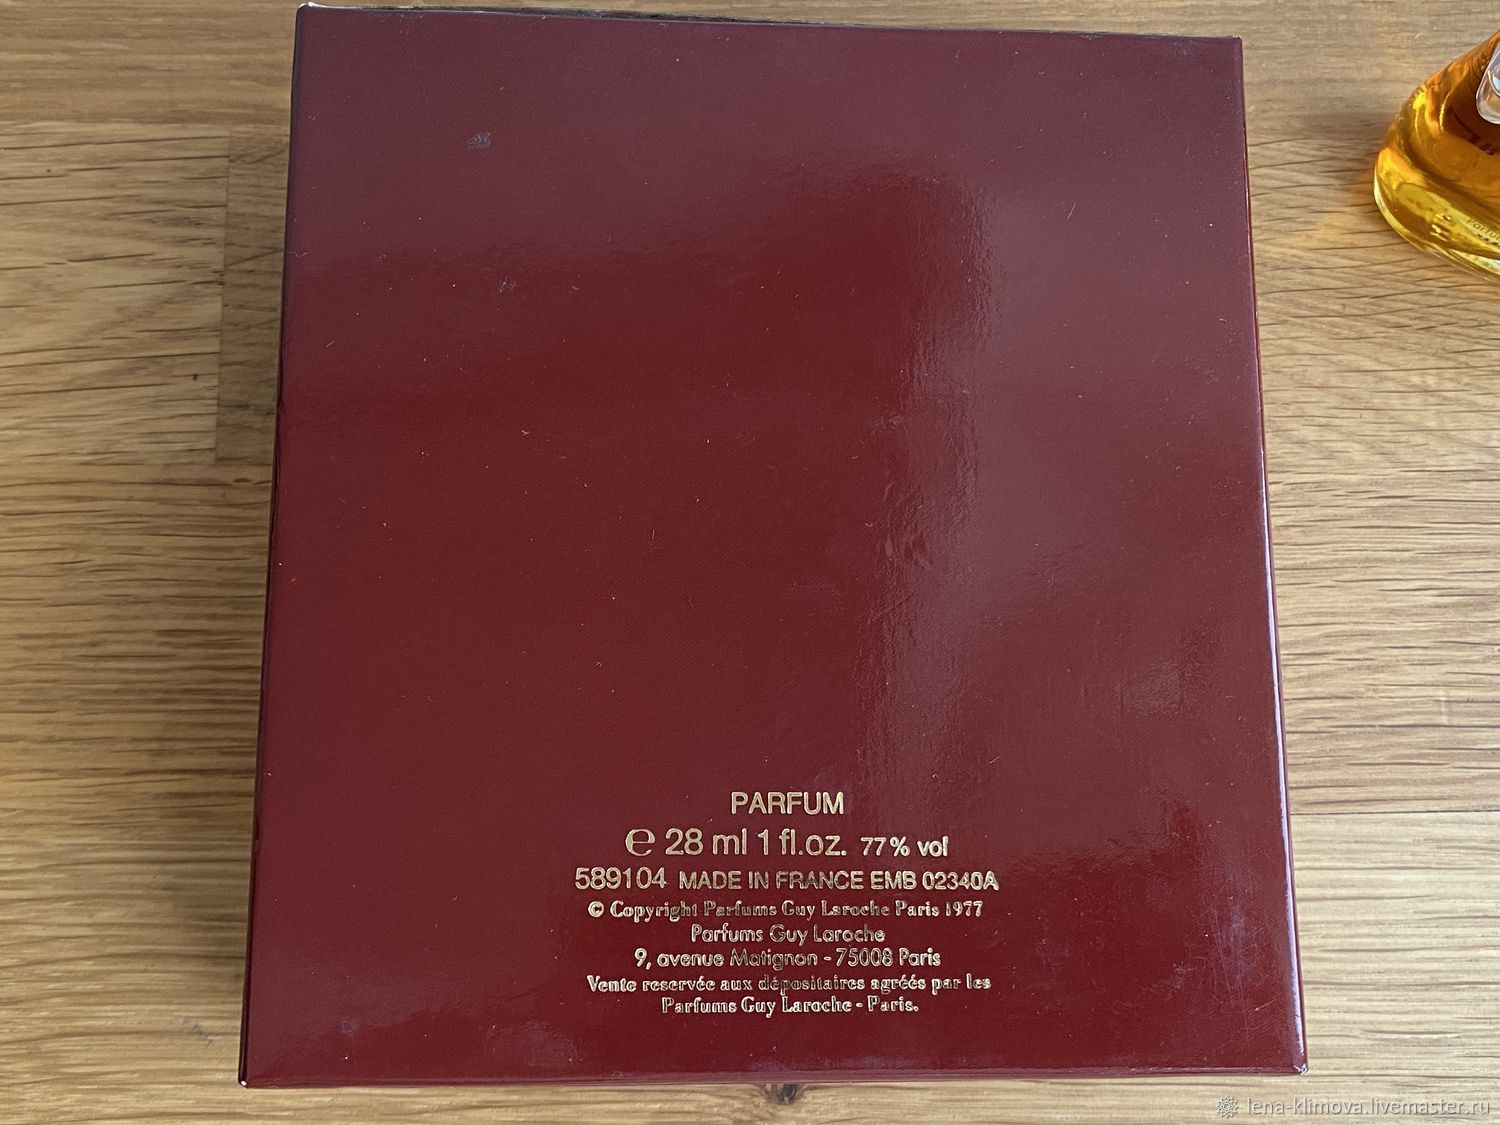 PARFUM
℮ 28 ml 1 fl.oz. 77% vol
589104 MADE IN FRANCE EMB 02340A
© Copyright Parfums Guy Laroche Paris 1977
Parfums Guy Laroche
9, avenue Matignon - 75008 Paris
Vente reservée aux dépositaires agréés par les
Parfums Guy Laroche - Paris.
Parfum
lena-klimova.livemaster.ru